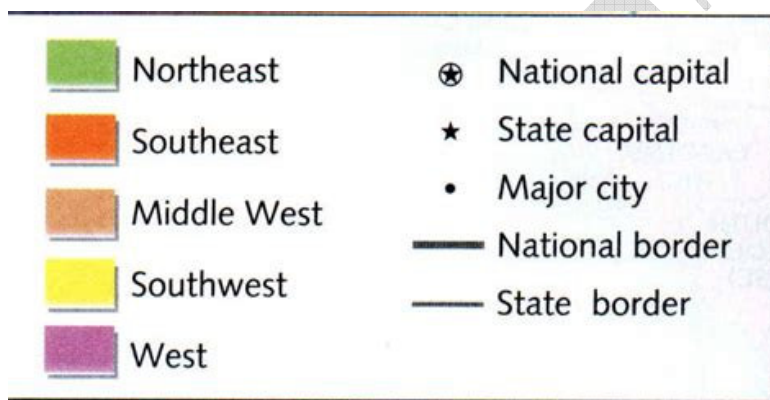 Northeast
Southeast
Middle West
Southwest
West
National capital
State capital
Major city
National border
State border